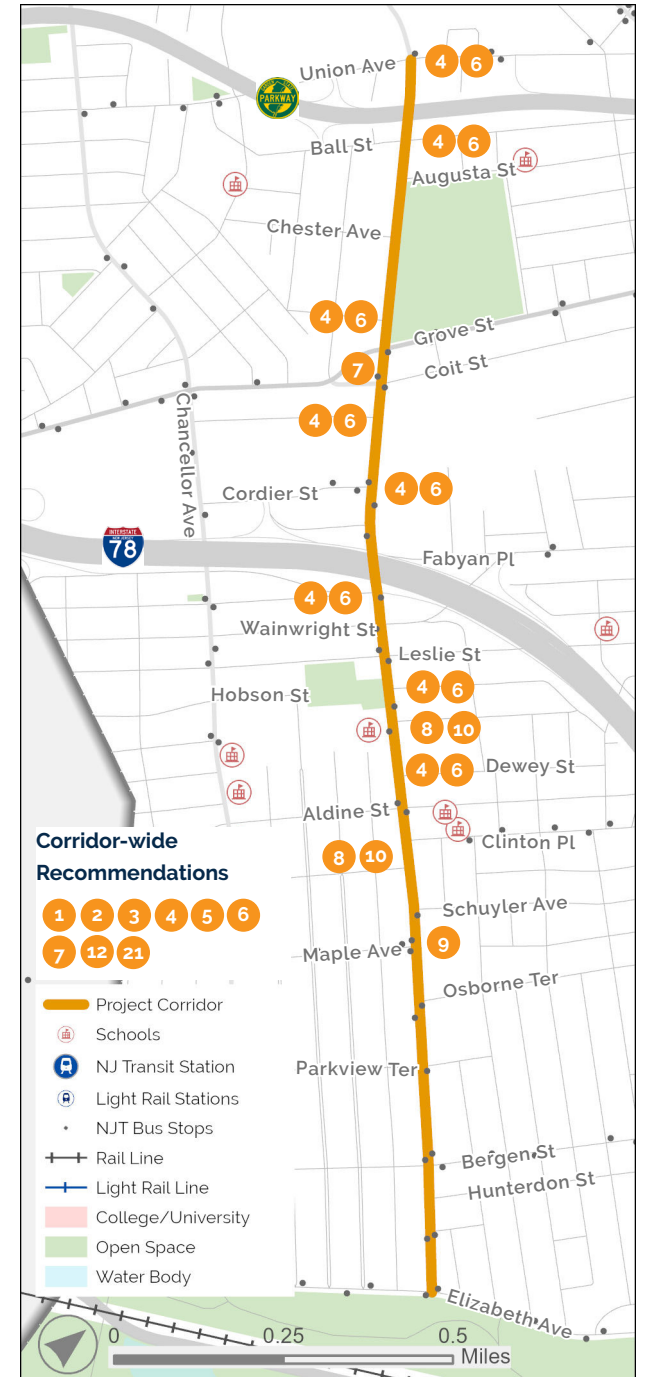 Union Ave
4 6
PARKWAY
4 6
Ball St
Augusta St
Chester Ave
4 6
Grove St
7
Coit St
4 6
Chancellor Ave
Cordier St
4 6
INTERSTATE
NEW JERSEY
78
Fabyan Pl
4 6
Wainwright St
Leslie St
4 6
Hobson St
8 10
4 6
Dewey St
Aldine St
Clinton Pl
8 10
Corridor-wide
Recommendations
1 2 3 4 5 6
7 12 21
Schuyler Ave
9
Maple Ave
Osborne Ter
Project Corridor
Schools
NJ Transit Station
Light Rail Stations
NJT Bus Stops
Rail Line
Light Rail Line
College/University
Open Space
Water Body
Parkview Ter
Bergen St
Hunterdon St
Elizabeth Ave
0 0.25 0.5
Miles